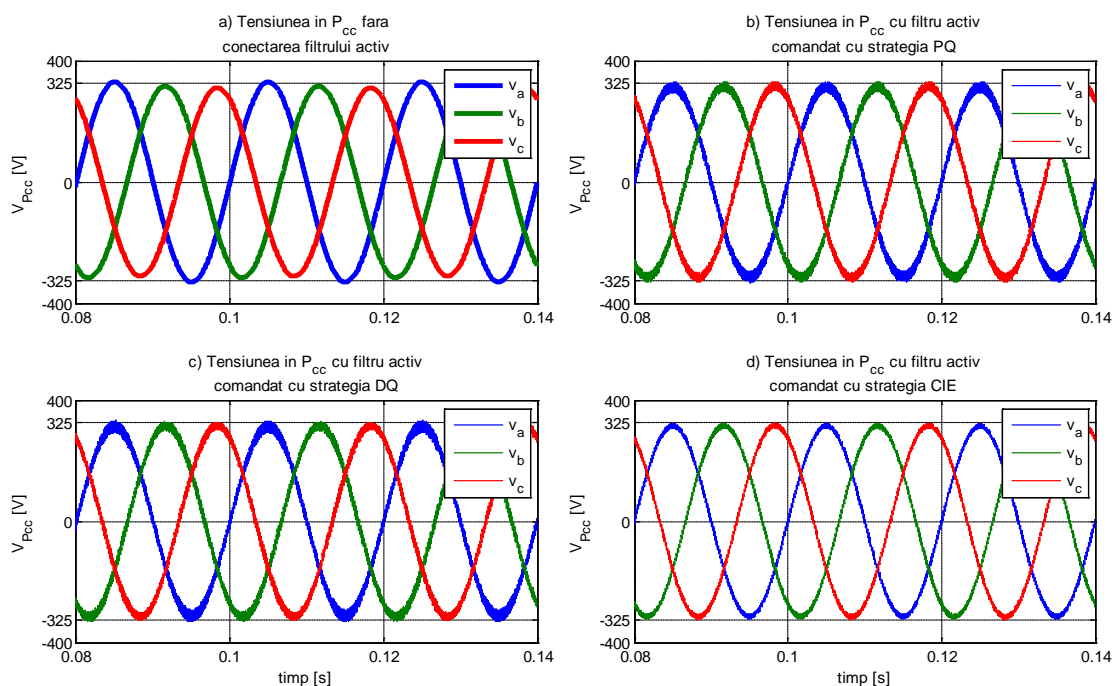 a) Tensiunea in Pcc fara
conectarea filtrului activ
400
325
0
-325
-400
VPcc [V]
va
vb
vc
0.08
0.1
0.12
0.14
b) Tensiunea in Pcc cu filtru activ
comandat cu strategia PQ
400
325
0
-325
-400
VPcc [V]
va
vb
vc
0.08
0.1
0.12
0.14
c) Tensiunea in Pcc cu filtru activ
comandat cu strategia DQ
400
325
0
-325
-400
VPcc [V]
va
vb
vc
0.08
0.1
0.12
0.14
timp [s]
d) Tensiunea in Pcc cu filtru activ
comandat cu strategia CIE
400
325
0
-325
-400
VPcc [V]
va
vb
vc
0.08
0.1
0.12
0.14
timp [s]